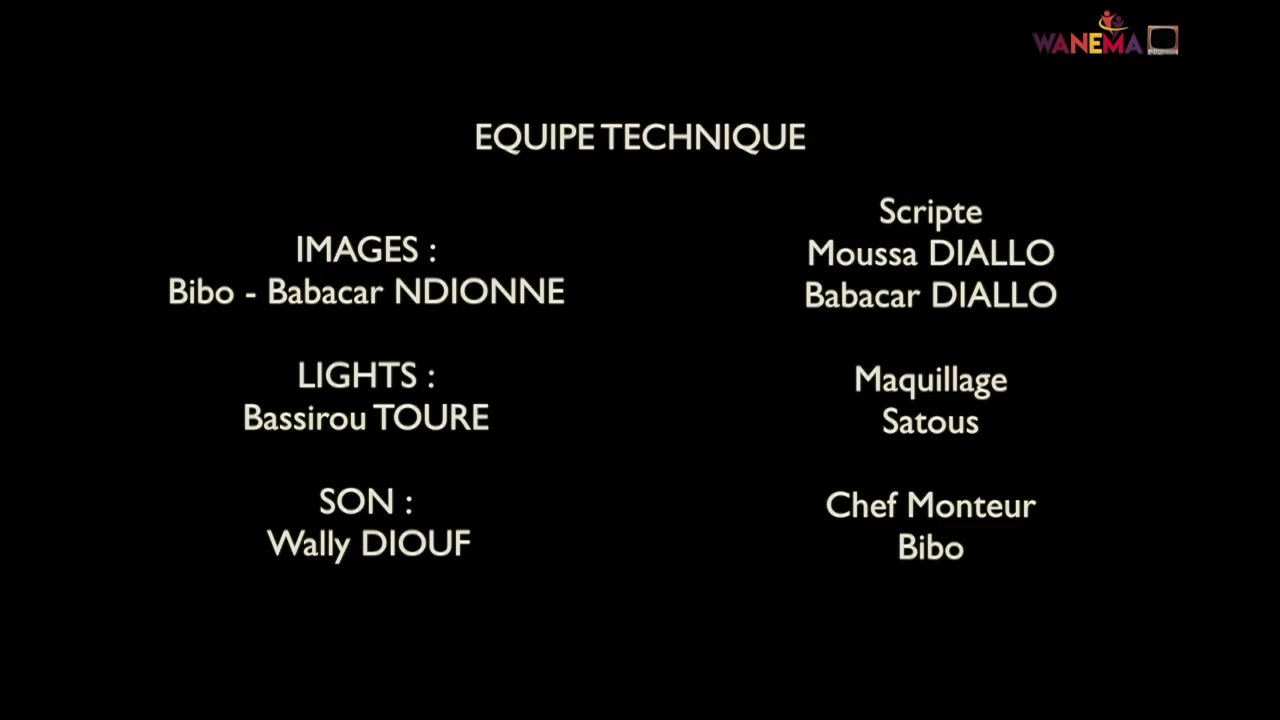 WANEMA
EQUIPE TECHNIQUE
IMAGES :
Bibo - Babacar NDIONNE
LIGHTS :
Bassirou TOURE
SON :
Wally DIOUF
Scripte
Moussa DIALLO
Babacar DIALLO
Maquillage
Satous
Chef Monteur
Bibo